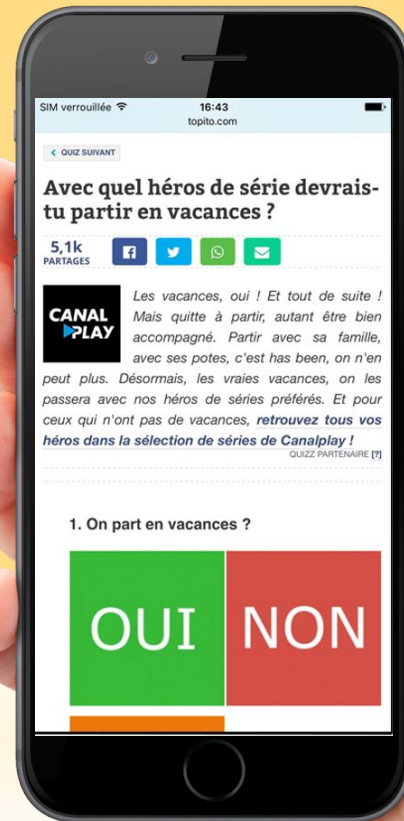 SIM verrouillée 16:43
topito.com
QUIZ SUIVANT
Avec quel héros de série devrais-
tu partir en vacances ?
5,1k
PARTAGES
CANAL
PLAY
Les vacances, oui ! Et tout de suite !
Mais quitte à partir, autant être bien
accompagné. Partir avec sa famille,
avec ses potes, c'est has been, on n'en
peut plus. Désormais, les vraies vacances, on les
passera avec nos héros de séries préférés. Et pour
ceux qui n'ont pas de vacances, retrouvez tous vos
héros dans la sélection de séries de Canalplay !
QUIZZ PARTENAIRE [?]
1. On part en vacances ?
OUI NON